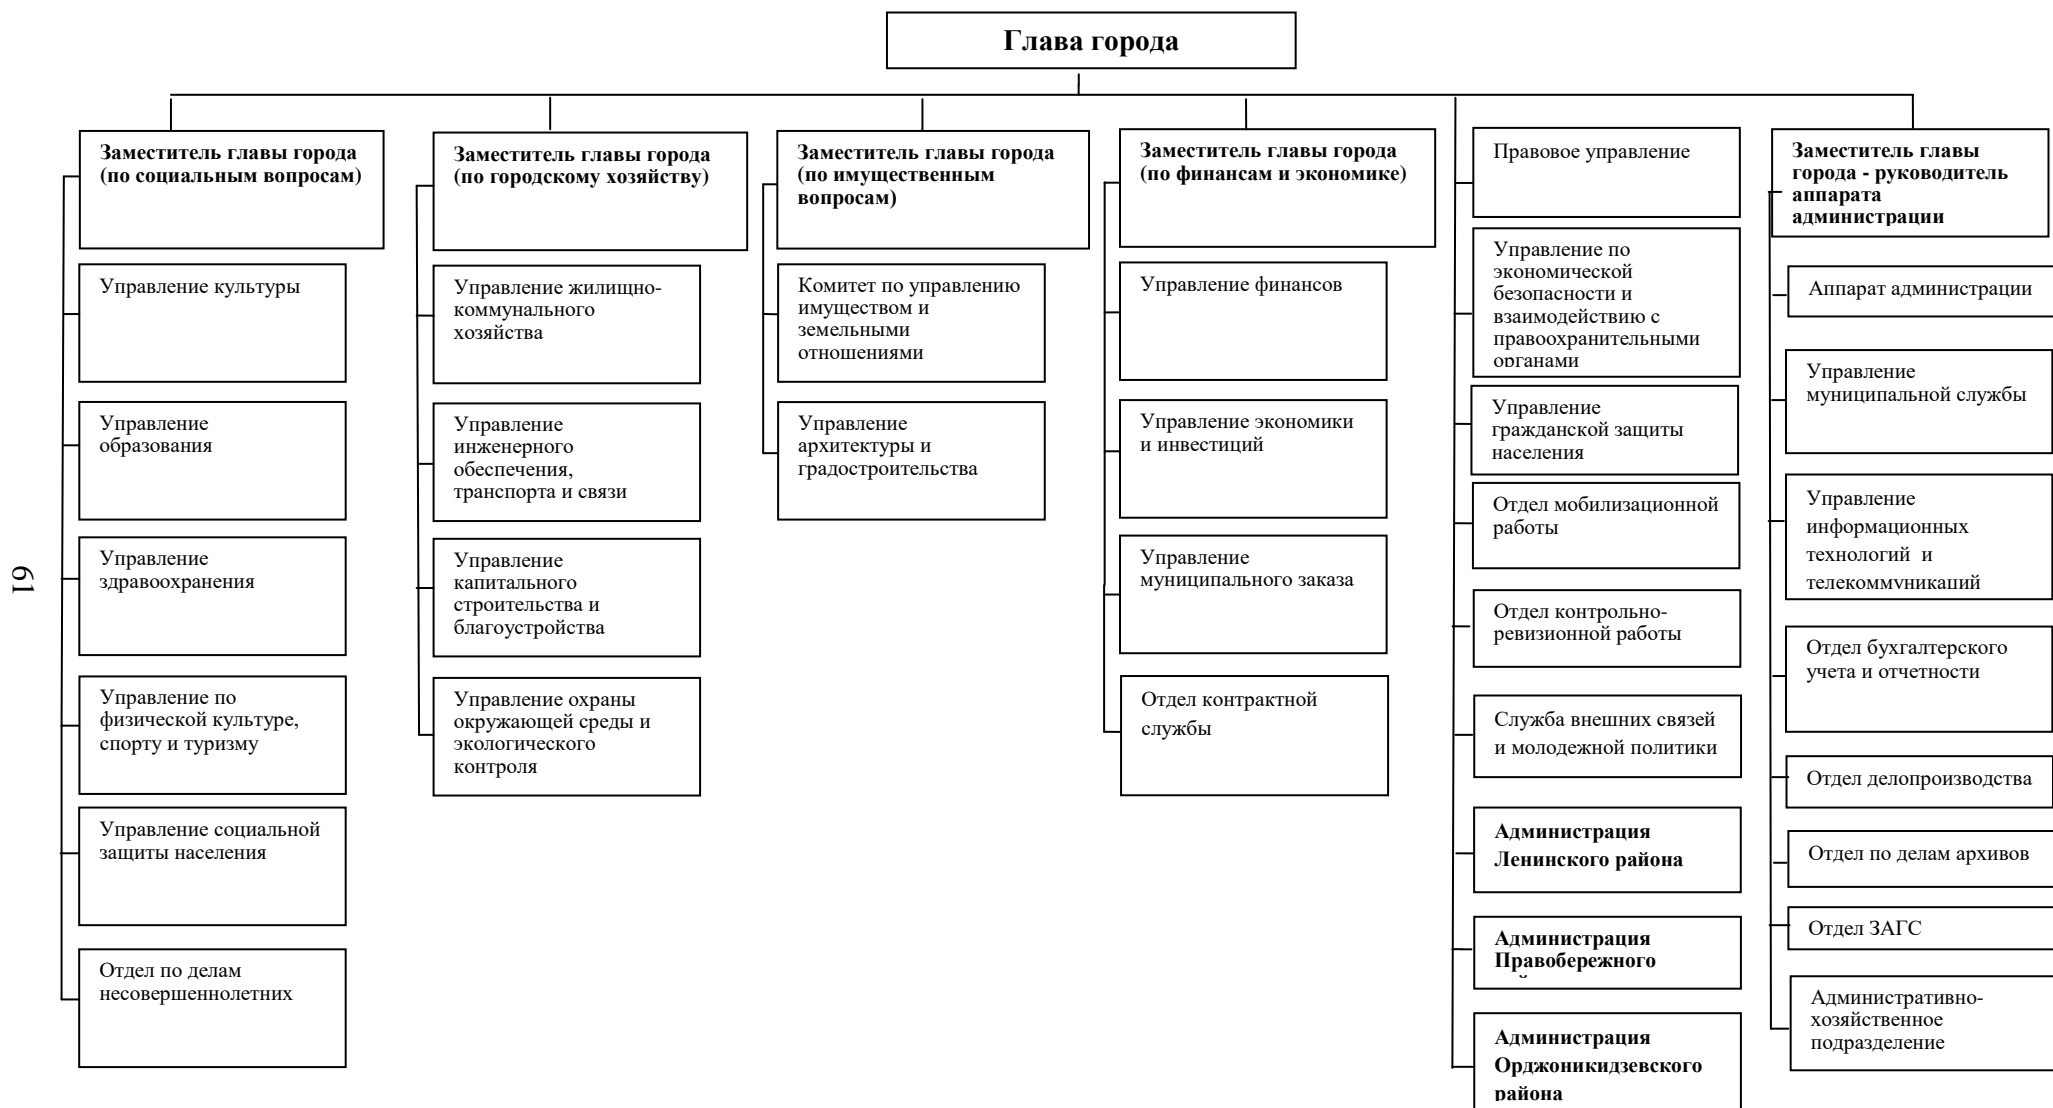 Глава города
Заместитель главы города
(по социальным вопросам)
Управление культуры
Управление
образования
Управление
здравоохранения
Управление по
физической культуре,
спорту и туризму
Управление социальной
защиты населения
Отдел по делам
несовершеннолетних
Заместитель главы города
(по городскому хозяйству)
Управление жилищно-
коммунального
хозяйства
Управление
инженерного
обеспечения,
транспорта и связи
Управление
капитального
строительства и
благоустройства
Управление охраны
окружающей среды и
экологического
контроля
Заместитель главы города
(по имущественным
вопросам)
Комитет по управлению
имуществом и
земельными
отношениями
Управление
архитектуры и
градостроительства
Заместитель главы города
(по финансам и экономике)
Управление финансов
Управление экономики
и инвестиций
Управление
муниципального заказа
Отдел контрактной
службы
Правовое управление
Управление по
экономической
безопасности и
взаимодействию с
правоохранительными
органами
Управление
гражданской защиты
населения
Отдел мобилизационной
работы
Отдел контрольно-
ревизионной работы
Служба внешних связей
и молодежной политики
Администрация
Ленинского района
Администрация
Правобережного
Администрация
Орджоникидзевского
района
Заместитель главы
города - руководитель
аппарата
администрации
Аппарат администрации
Управление
муниципальной службы
Управление
информационных
технологий и
телекоммуникаций
Отдел бухгалтерского
учета и отчетности
Отдел делопроизводства
Отдел по делам архивов
Отдел ЗАГС
Административно-
хозяйственное
подразделение
61